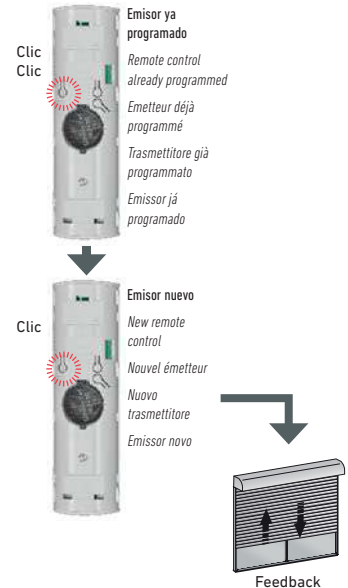 Clic
Clic
Emisor ya
programado
Remote control
already programmed
Emetteur déjà
programmé
Trasmettitore già
programmato
Emissor já
programado
Clic
Emisor nuevo
New remote
control
Nouvel émetteur
Nuovo
trasmettitore
Emissor novo
Feedback